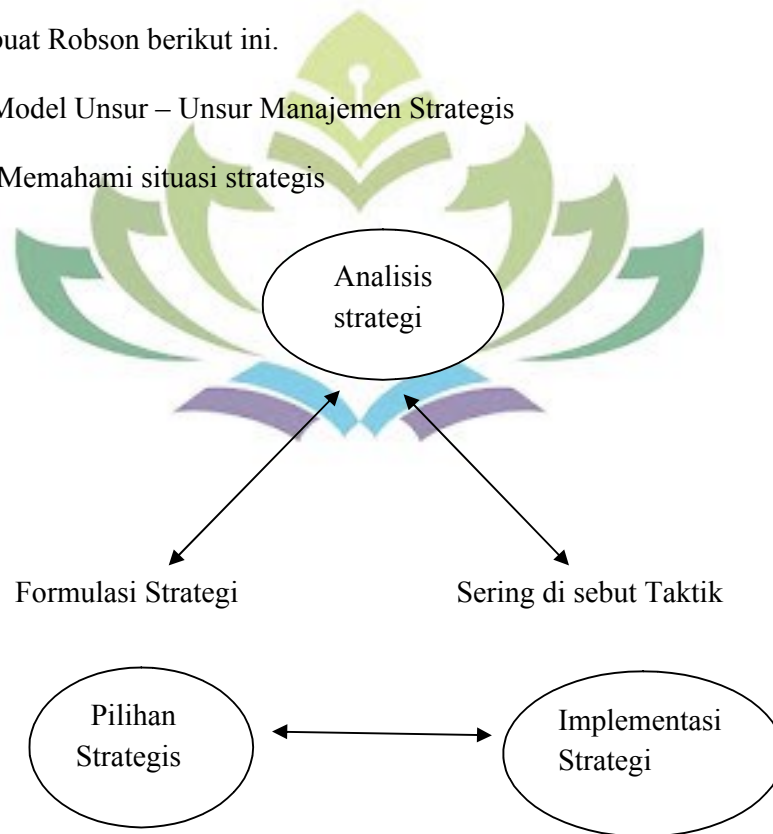 buat Robson berikut ini.
Model Unsur – Unsur Manajemen Strategis
Memahami situasi strategis
Analisis
strategi
Formulasi Strategi
Sering di sebut Taktik
Pilihan
Strategis
Implementasi
Strategi